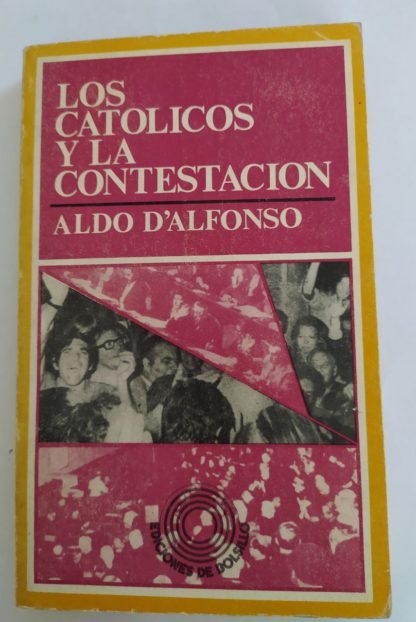 LOS
CATOLICOS
Y LA
CONTESTACION
ALDO D'ALFONSO
EDICIONES DE BOLSILLO